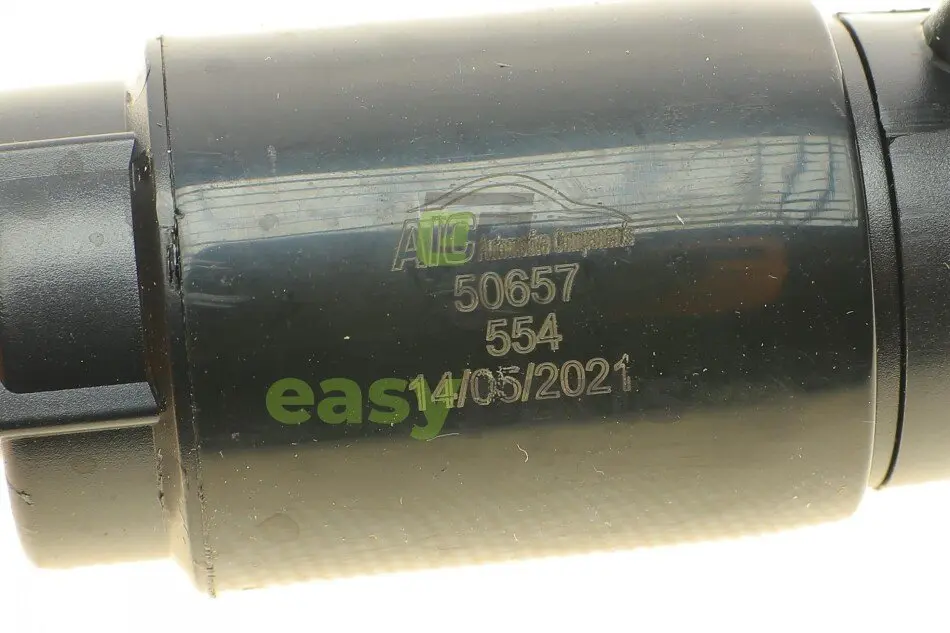 AIC Automotive Components
50657
554
14/05/2021
easy